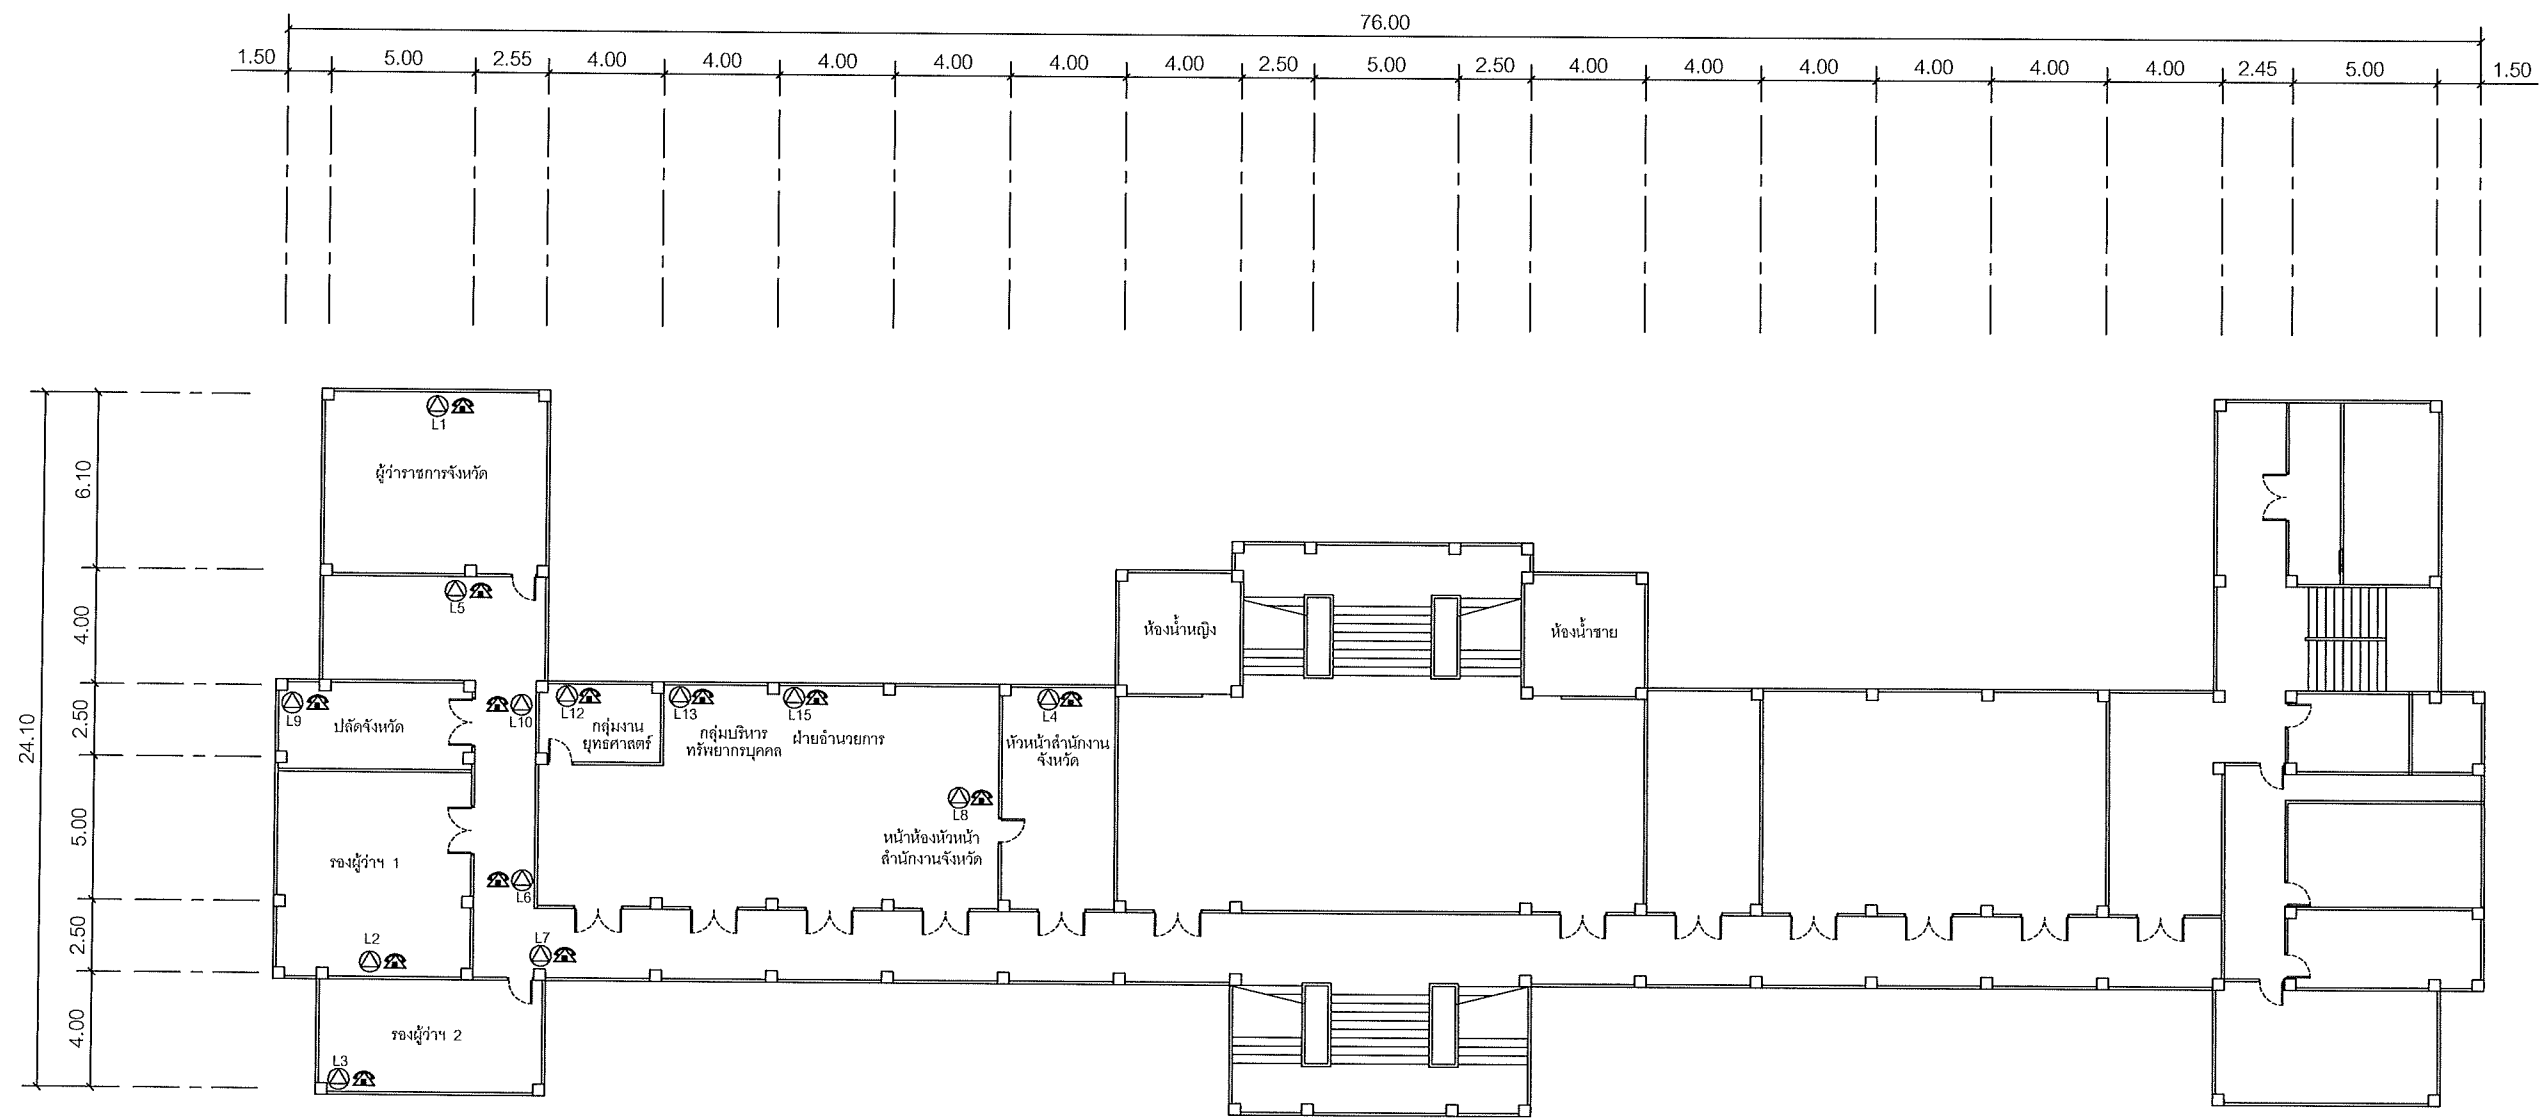 76.00
1.50 5.00 2.55 4.00 4.00 4.00 4.00 4.00 4.00 2.50 5.00 2.50 4.00 4.00 4.00 4.00 4.00 4.00 2.45 5.00 1.50
24.10
6.10
4.00
2.50
5.00
2.50
4.00
L1
ผู้ว่าราชการจังหวัด
L5
ห้องน้ำหญิง
ห้องน้ำชาย
L9
ปลัดจังหวัด
L10
L12
กลุ่มงาน
ยุทธศาสตร์
L13
กลุ่มบริหาร
ทรัพยากรบุคคล
L15
ฝ่ายอำนวยการ
L4
หัวหน้าสำนักงาน
จังหวัด
L8
หน้าห้องหัวหน้า
สำนักงานจังหวัด
รองผู้ว่าฯ 1
L6
L2
L7
รองผู้ว่าฯ 2
L3